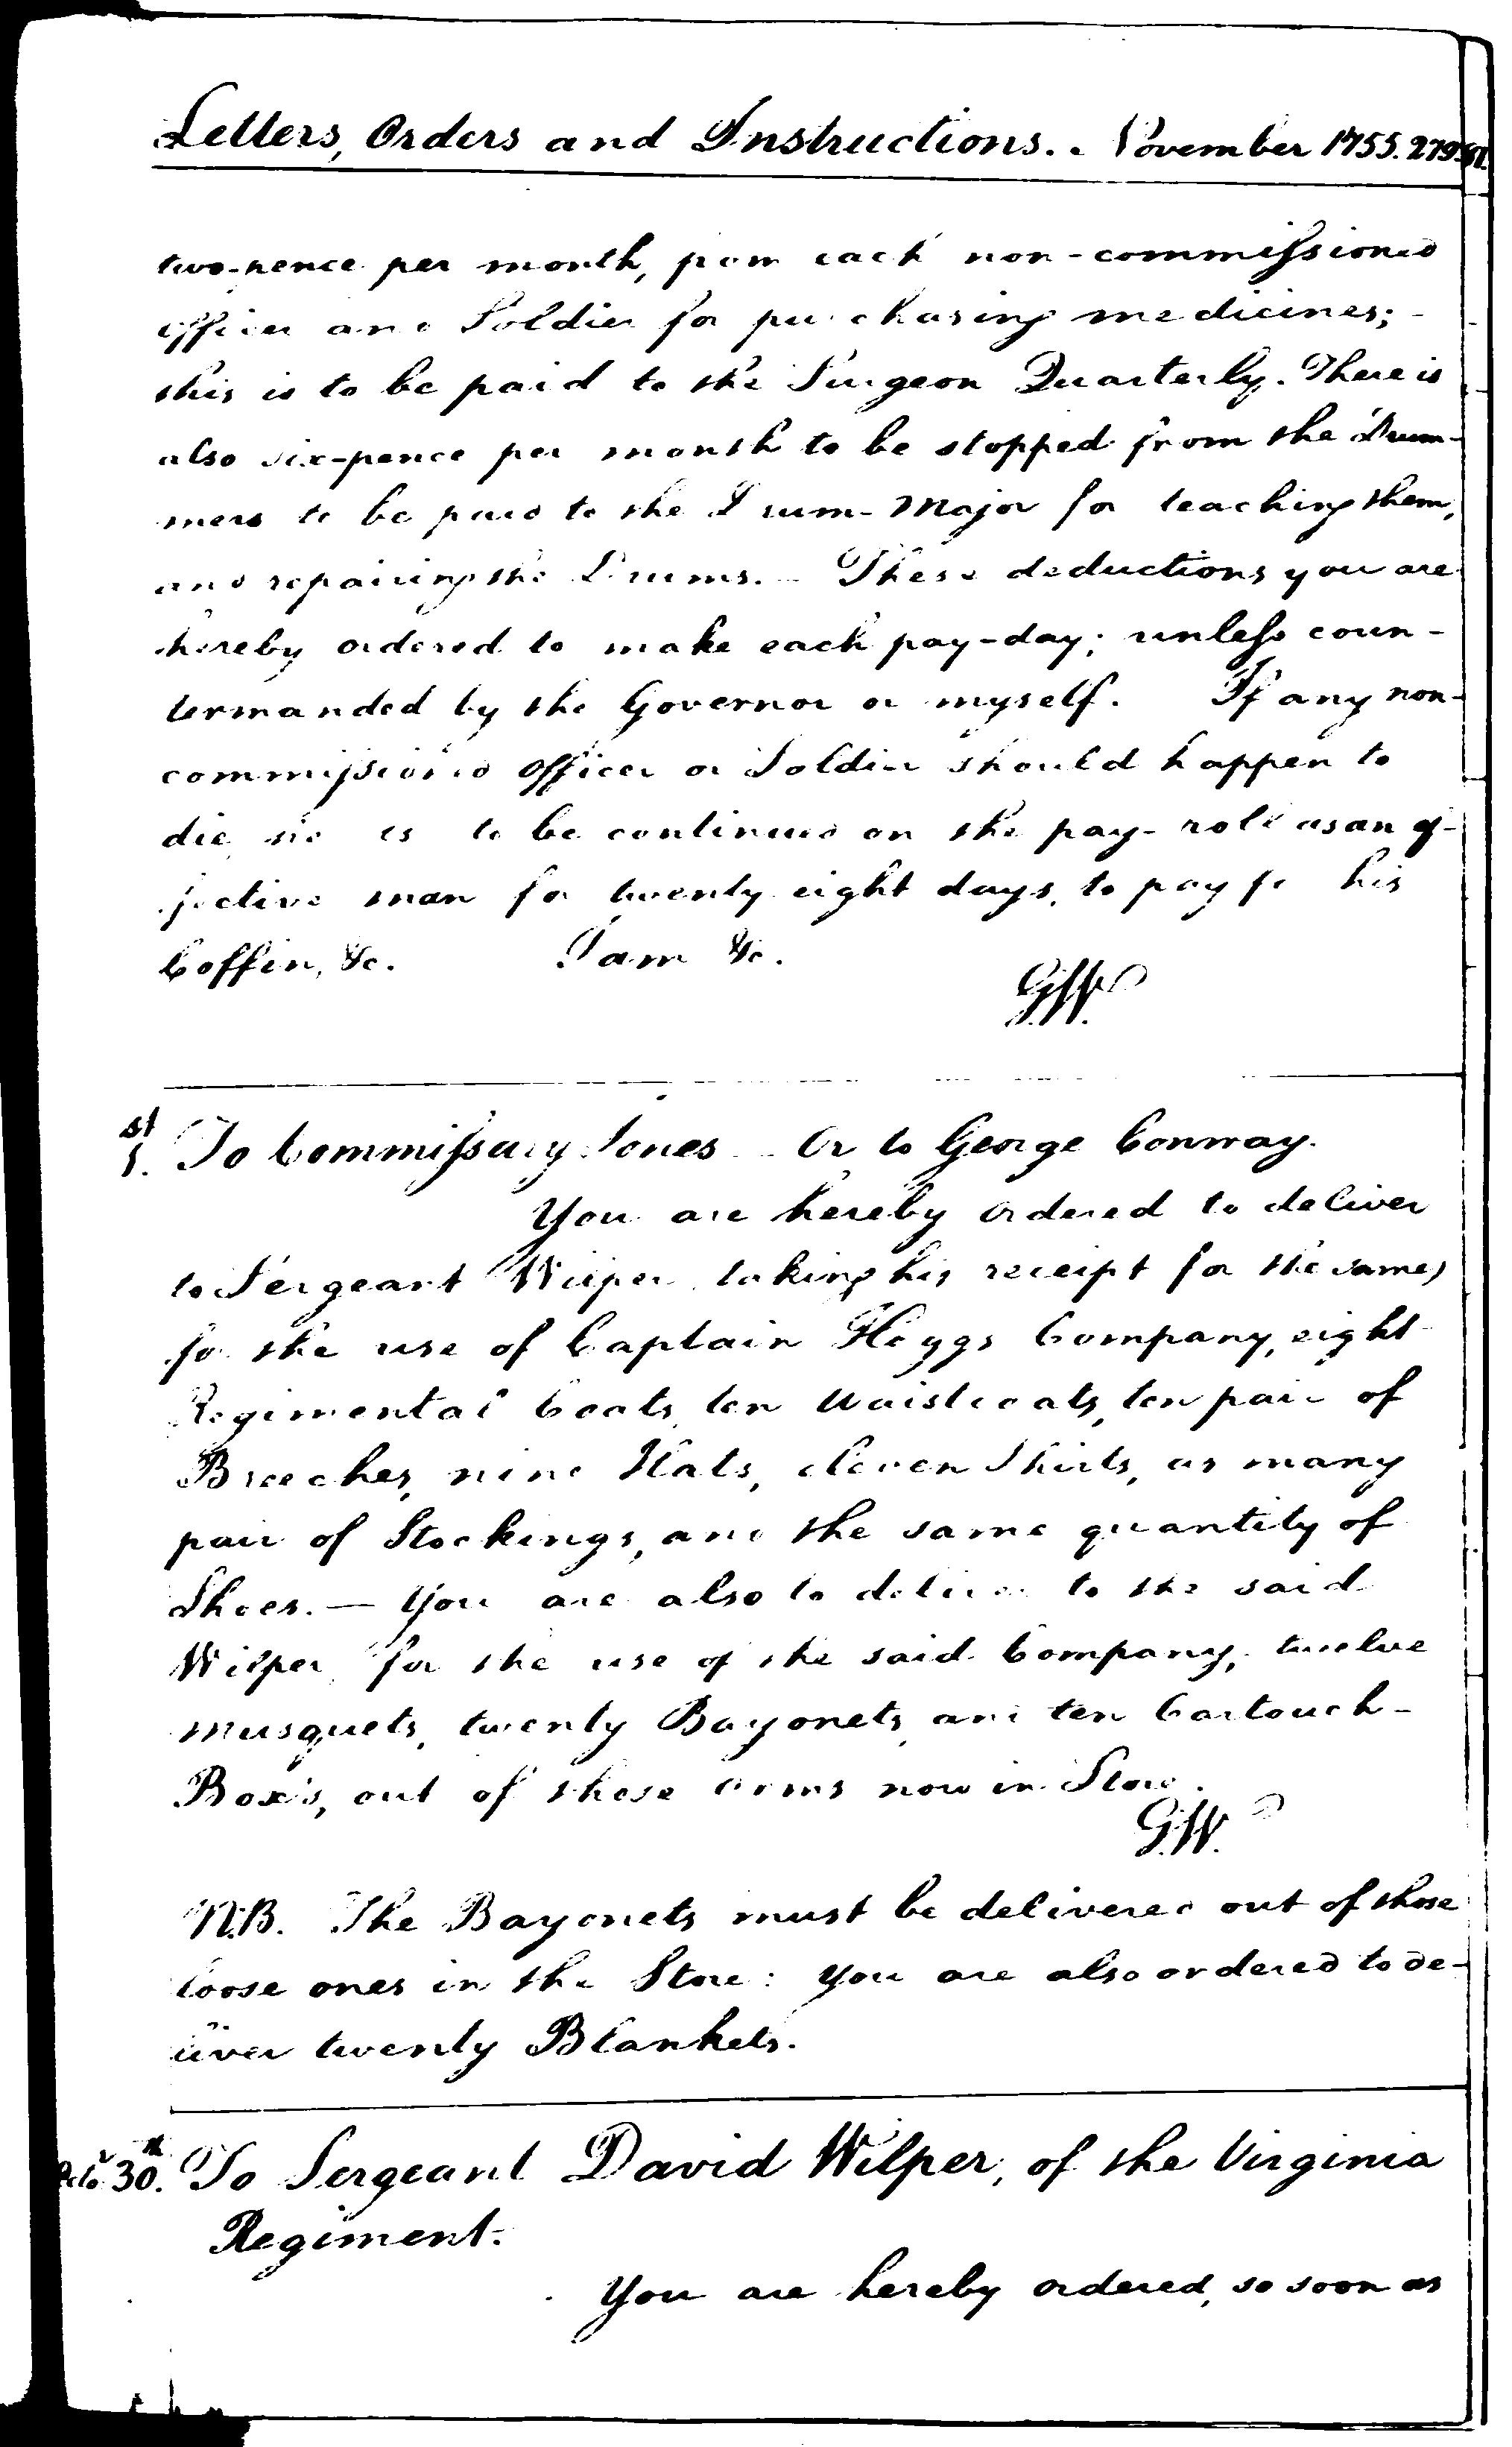 Letters, Orders and Instructions. November 1755. 279
two-pence per month, from each non-commissioned
officer and Soldier for purchasing medicines;
this is to be paid to the Surgeon Quarterly. There is
also six-pence per month to be stopped from the Drum-
mers to be paid to the Drum-Major for teaching them,
and repairing the Drums. - These deductions you are
hereby ordered to make each pay-day; unless coun-
termanded by the Governor or myself. If any non-
commissioned officer or Soldier should happen to
die, he is to be continued on the pay-roll as an ef-
fective man for twenty eight days, to pay for his
Coffin, &c. I am &c.
G:W.
1.st To Commissary Jones - Or to George Conway.
You are hereby ordered to deliver
to Sergeant Wilper, taking his receipt for the same)
for the use of Captain Hoggs Company, eight
Regimental Coats, ten Waistcoats, ten pair of
Breeches, nine Hats, eleven Shirts, as many
pair of Stockings, and the same quantity of
Shoes. — You are also to deliver to the said
Wilper, for the use of the said Company, twelve
musquets, twenty Bayonets, and ten Cartouch-
Box's, out of those arms now in Store.
G:W.
N.B. The Bayonets must be delivered out of those
loose ones in the Store: you are also ordered to de-
liver twenty Blankets.
Octo. 30.th To Sergeant David Wilper, of the Virginia
Regiment.
You are hereby ordered, so soon as